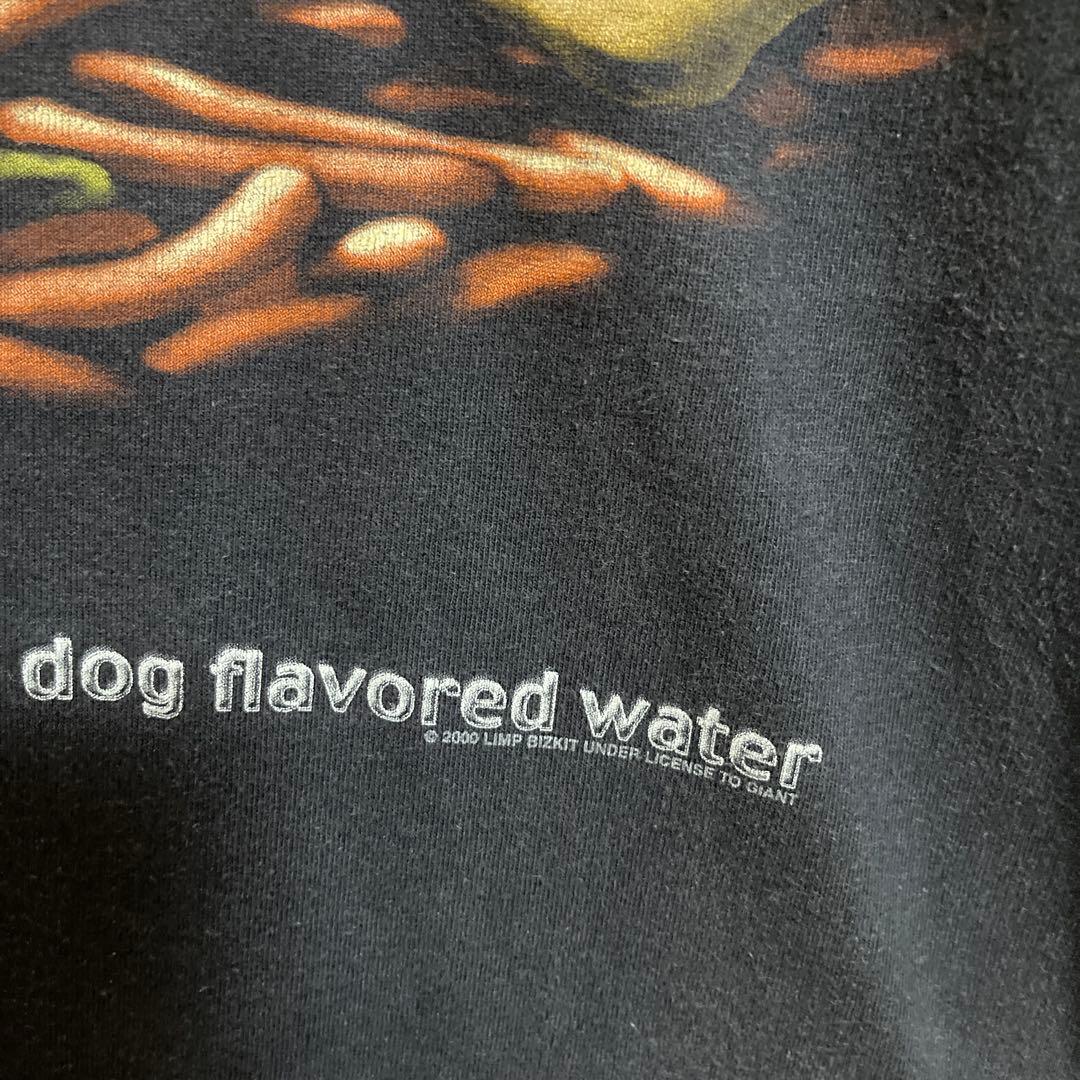 dog flavored water
© 2000 LIMP BIZKIT UNDER LICENSE TO GIANT